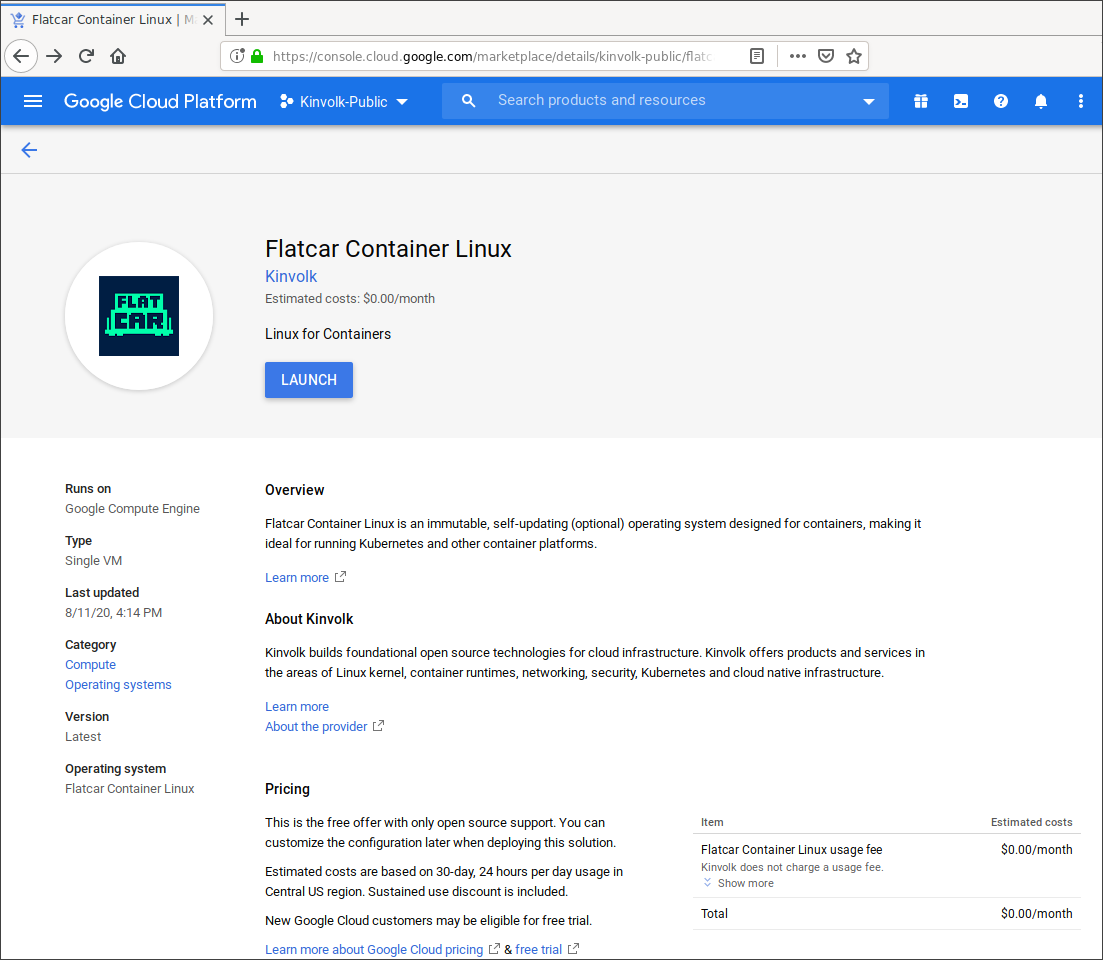 Flatcar Container Linux | M
https://console.cloud.google.com/marketplace/details/kinvolk-public/flatc
Google Cloud Platform
Kinvolk-Public
Search products and resources
FLAT
CAR
Flatcar Container Linux
Kinvolk
Estimated costs: $0.00/month
Linux for Containers
LAUNCH
Runs on
Google Compute Engine
Type
Single VM
Last updated
8/11/20, 4:14 PM
Category
Compute
Operating systems
Version
Latest
Operating system
Flatcar Container Linux
Overview
Flatcar Container Linux is an immutable, self-updating (optional) operating system designed for containers, making it
ideal for running Kubernetes and other container platforms.
Learn more
About Kinvolk
Kinvolk builds foundational open source technologies for cloud infrastructure. Kinvolk offers products and services in
the areas of Linux kernel, container runtimes, networking, security, Kubernetes and cloud native infrastructure.
Learn more
About the provider
Pricing
This is the free offer with only open source support. You can
customize the configuration later when deploying this solution.
Estimated costs are based on 30-day, 24 hours per day usage in
Central US region. Sustained use discount is included.
New Google Cloud customers may be eligible for free trial.
Learn more about Google Cloud pricing & free trial
Item Estimated costs
Flatcar Container Linux usage fee $0.00/month
Kinvolk does not charge a usage fee.
Show more
Total $0.00/month